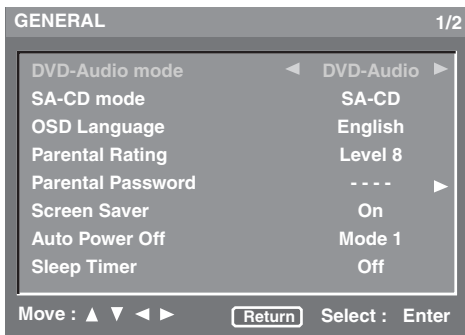 GENERAL 1/2
DVD-Audio mode ◄ DVD-Audio ►
SA-CD mode SA-CD
OSD Language English
Parental Rating Level 8
Parental Password - - - - ►
Screen Saver On
Auto Power Off Mode 1
Sleep Timer Off
Move : ▲ ▼ ◄ ► Return Select : Enter